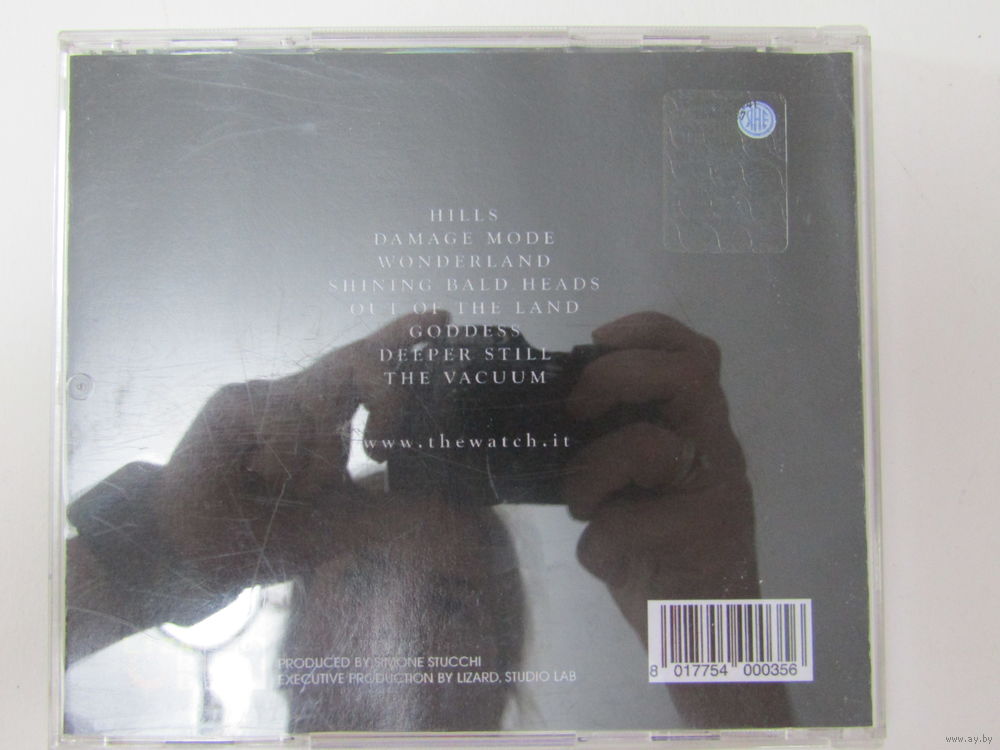 HILLS
DAMAGE MODE
WONDERLAND
SHINING BALD HEADS
OUT OF THE LAND
GODDESS
DEEPER STILL
THE VACUUM
www.thewatch.it
PRODUCED BY SIMONE STUCCHI
EXECUTIVE PRODUCTION BY LIZARD, STUDIO LAB
8 017754 000356
www.ay.by